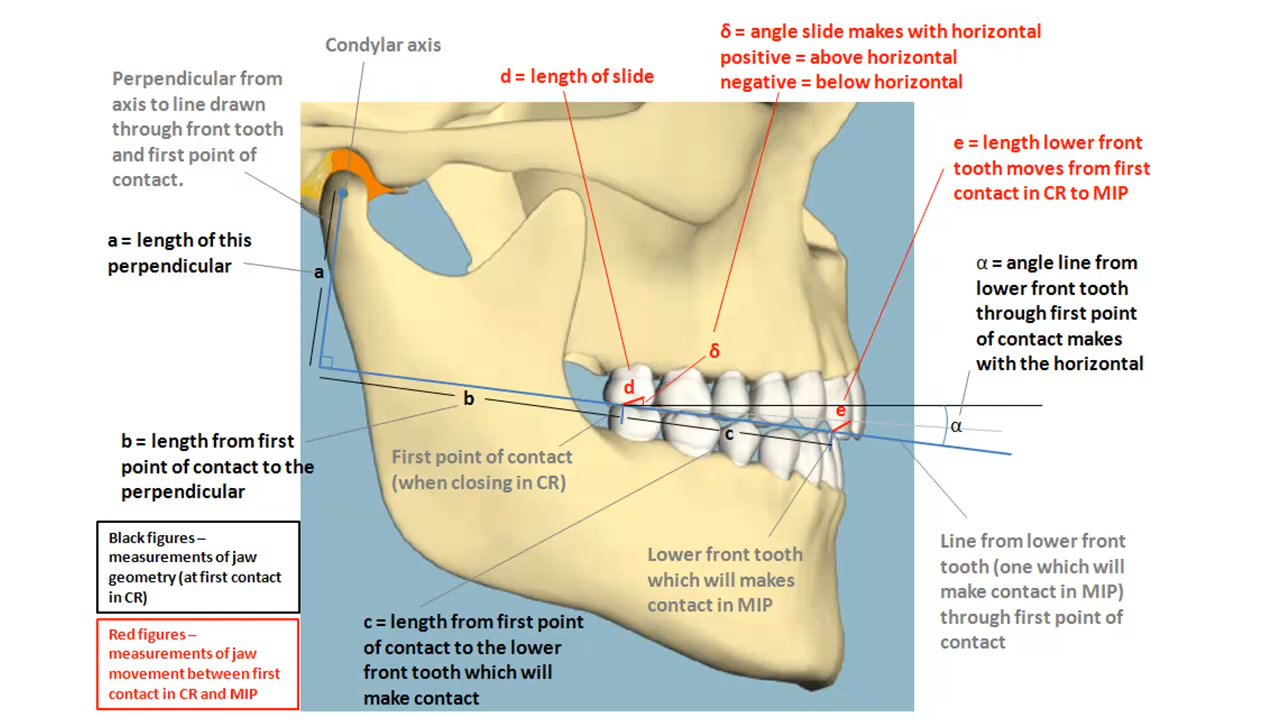 Condylar axis
Perpendicular from
axis to line drawn
through front tooth
and first point of
contact.
a = length of this
perpendicular
d = length of slide
δ = angle slide makes with horizontal
positive = above horizontal
negative = below horizontal
e = length lower front
tooth moves from first
contact in CR to MIP
α = angle line from
lower front tooth
through first point
of contact makes
with the horizontal
a
b
c
d
δ
e
α
b = length from first
point of contact to the
perpendicular
First point of contact
(when closing in CR)
Black figures –
measurements of jaw
geometry (at first contact
in CR)
Red figures –
measurements of jaw
movement between first
contact in CR and MIP
c = length from first point
of contact to the lower
front tooth which will
make contact
Lower front tooth
which will makes
contact in MIP
Line from lower front
tooth (one which will
make contact in MIP)
through first point of
contact